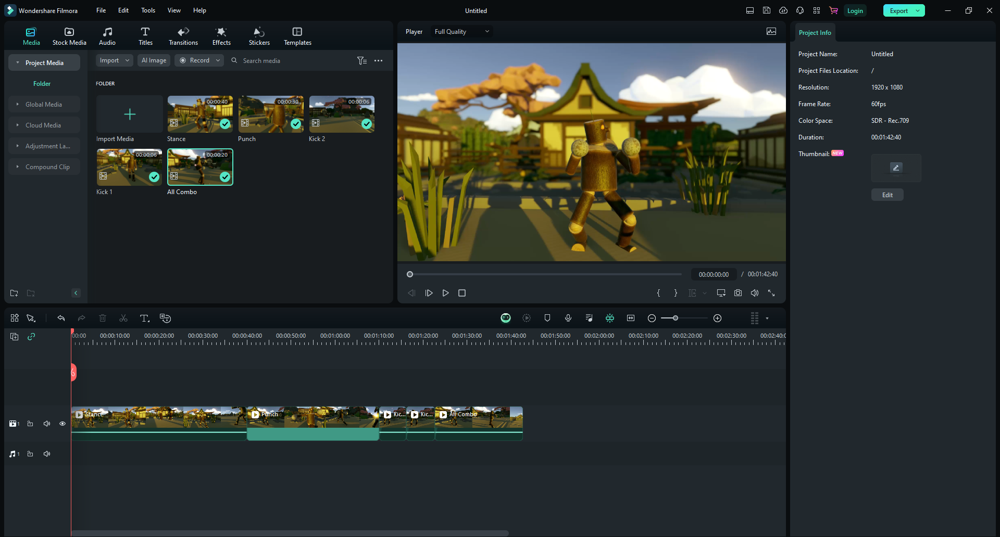 Wondershare Filmora
File Edit Tools View Help
Untitled
Login
Export
Media
Stock Media
Audio
Titles
Transitions
Effects
Stickers
Templates
Project Media
Folder
Global Media
Cloud Media
Adjustment La...
Compound Clip
Import
AI Image
Record
Search media
FOLDER
Import Media
00:00:40
Stance
00:00:30
Punch
00:00:06
Kick 2
00:00:06
Kick 1
00:00:20
All Combo
Player
Full Quality
00:00:00:00 / 00:01:42:40
Project Info
Project Name: Untitled
Project Files Location: /
Resolution: 1920 x 1080
Frame Rate: 60fps
Color Space: SDR - Rec.709
Duration: 00:01:42:40
Thumbnail: NEW
Edit
00:00 00:00:10:00 00:00:20:00 00:00:30:00 00:00:40:00 00:00:50:00 00:01:00:00 00:01:10:00 00:01:20:00 00:01:30:00 00:01:40:00 00:01:50:00 00:02:00:00 00:02:10:00 00:02:20:00 00:02:30:00 00:02:40:0
Stance Punch Kic... Kic... All Combo
1
1